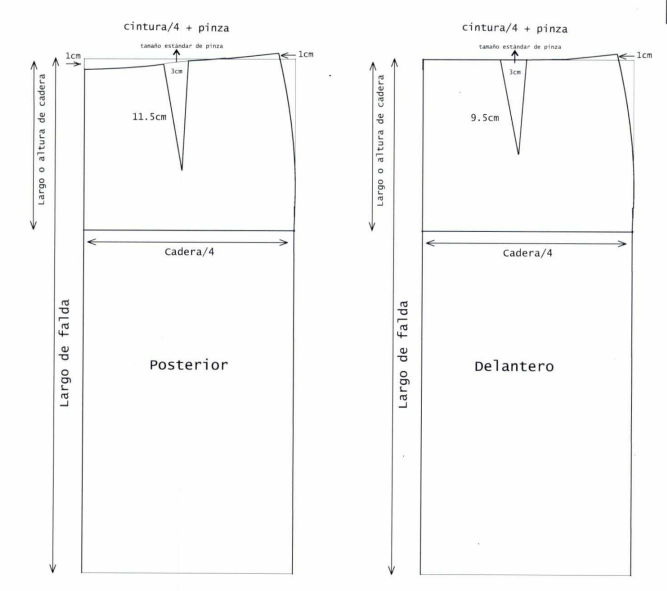 cintura/4 + pinza
tamaño estándar de pinza
1cm
1cm
3cm
11.5cm
Largo o altura de cadera
Cadera/4
Largo de falda
Posterior
cintura/4 + pinza
tamaño estándar de pinza
1cm
3cm
9.5cm
Largo o altura de cadera
Cadera/4
Largo de falda
Delantero